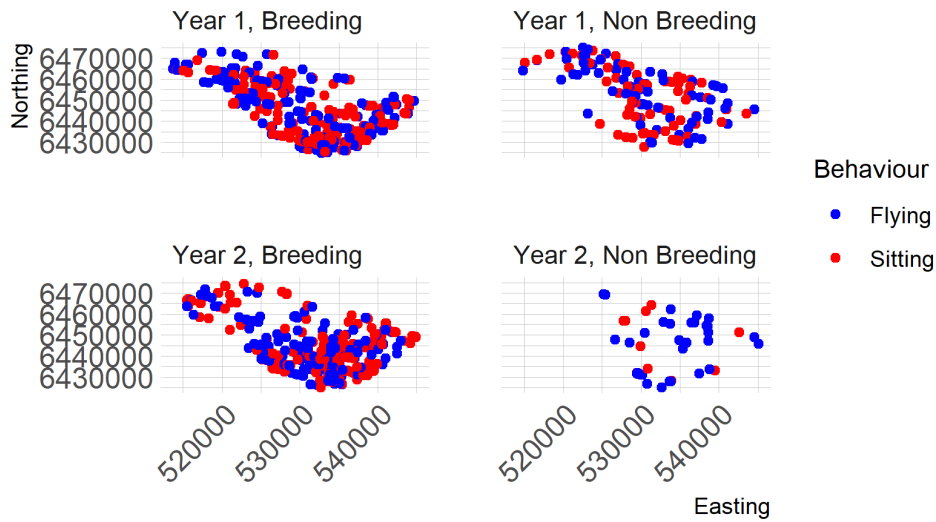 Year 1, Breeding
Year 1, Non Breeding
Northing
6470000
6460000
6450000
6440000
6430000
Behaviour
Flying
Sitting
Year 2, Breeding
Year 2, Non Breeding
6470000
6460000
6450000
6440000
6430000
520000
530000
540000
520000
530000
540000
Easting